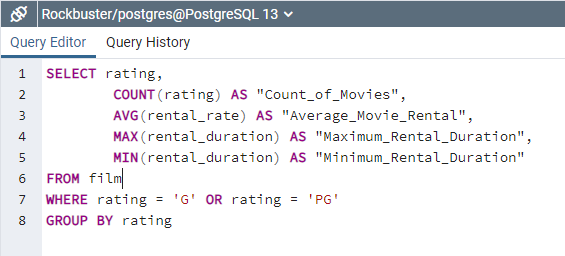 Rockbuster/postgres@PostgreSQL 13
Query Editor Query History
1 SELECT rating,
2 COUNT(rating) AS "Count_of_Movies",
3 AVG(rental_rate) AS "Average_Movie_Rental",
4 MAX(rental_duration) AS "Maximum_Rental_Duration",
5 MIN(rental_duration) AS "Minimum_Rental_Duration"
6 FROM film
7 WHERE rating = 'G' OR rating = 'PG'
8 GROUP BY rating